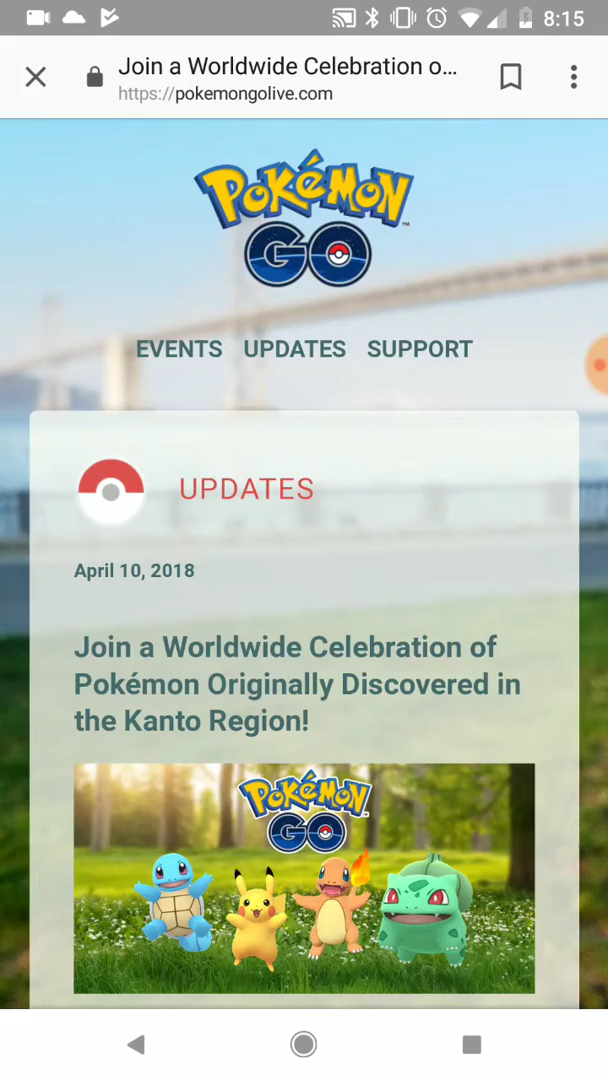 8:15
Join a Worldwide Celebration o...
https://pokemongolive.com
POKéMON
GO
™
EVENTS UPDATES SUPPORT
UPDATES
April 10, 2018
Join a Worldwide Celebration of
Pokémon Originally Discovered in
the Kanto Region!
POKéMON
GO